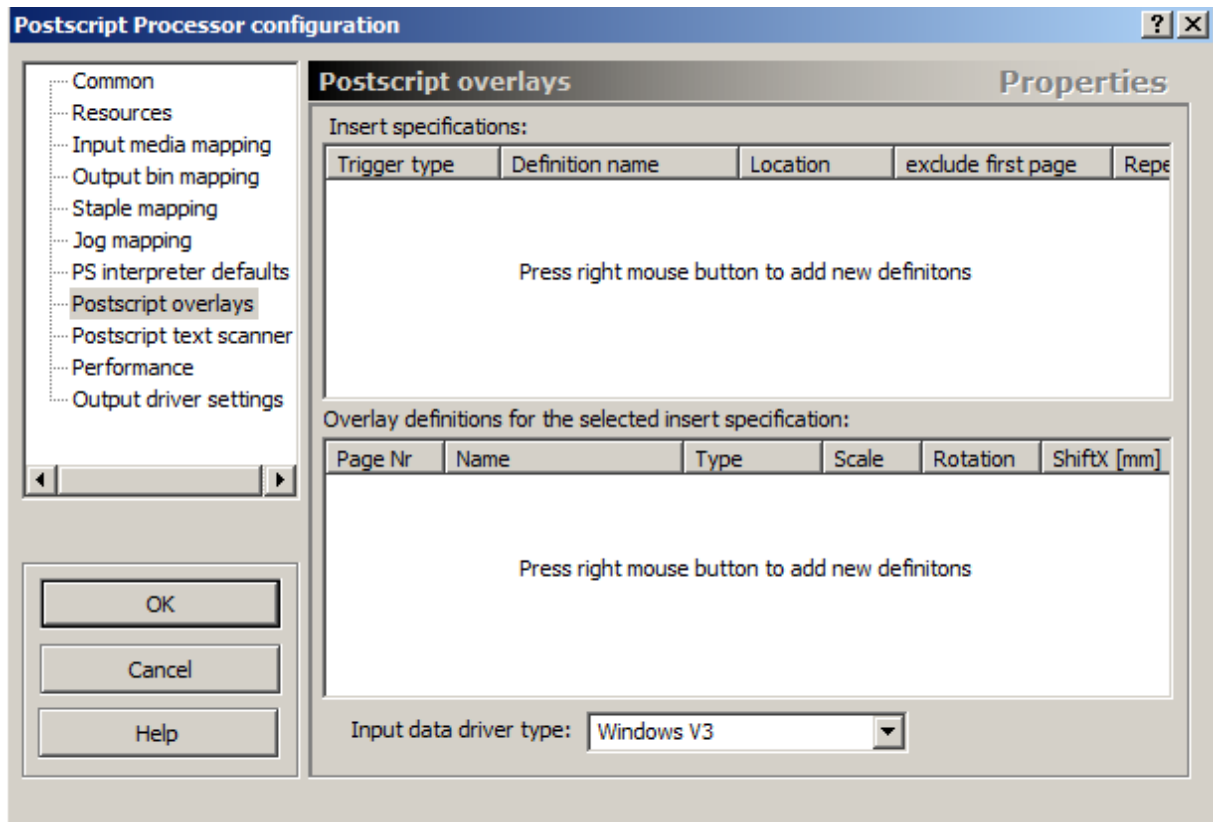 Postscript Processor configuration
Common
Resources
Input media mapping
Output bin mapping
Staple mapping
Jog mapping
PS interpreter defaults
Postscript overlays
Postscript text scanner
Performance
Output driver settings
OK
Cancel
Help
Postscript overlays Properties
Insert specifications:
Trigger type Definition name Location exclude first page Repe
Press right mouse button to add new definitons
Overlay definitions for the selected insert specification:
Page Nr Name Type Scale Rotation ShiftX [mm]
Press right mouse button to add new definitons
Input data driver type: Windows V3